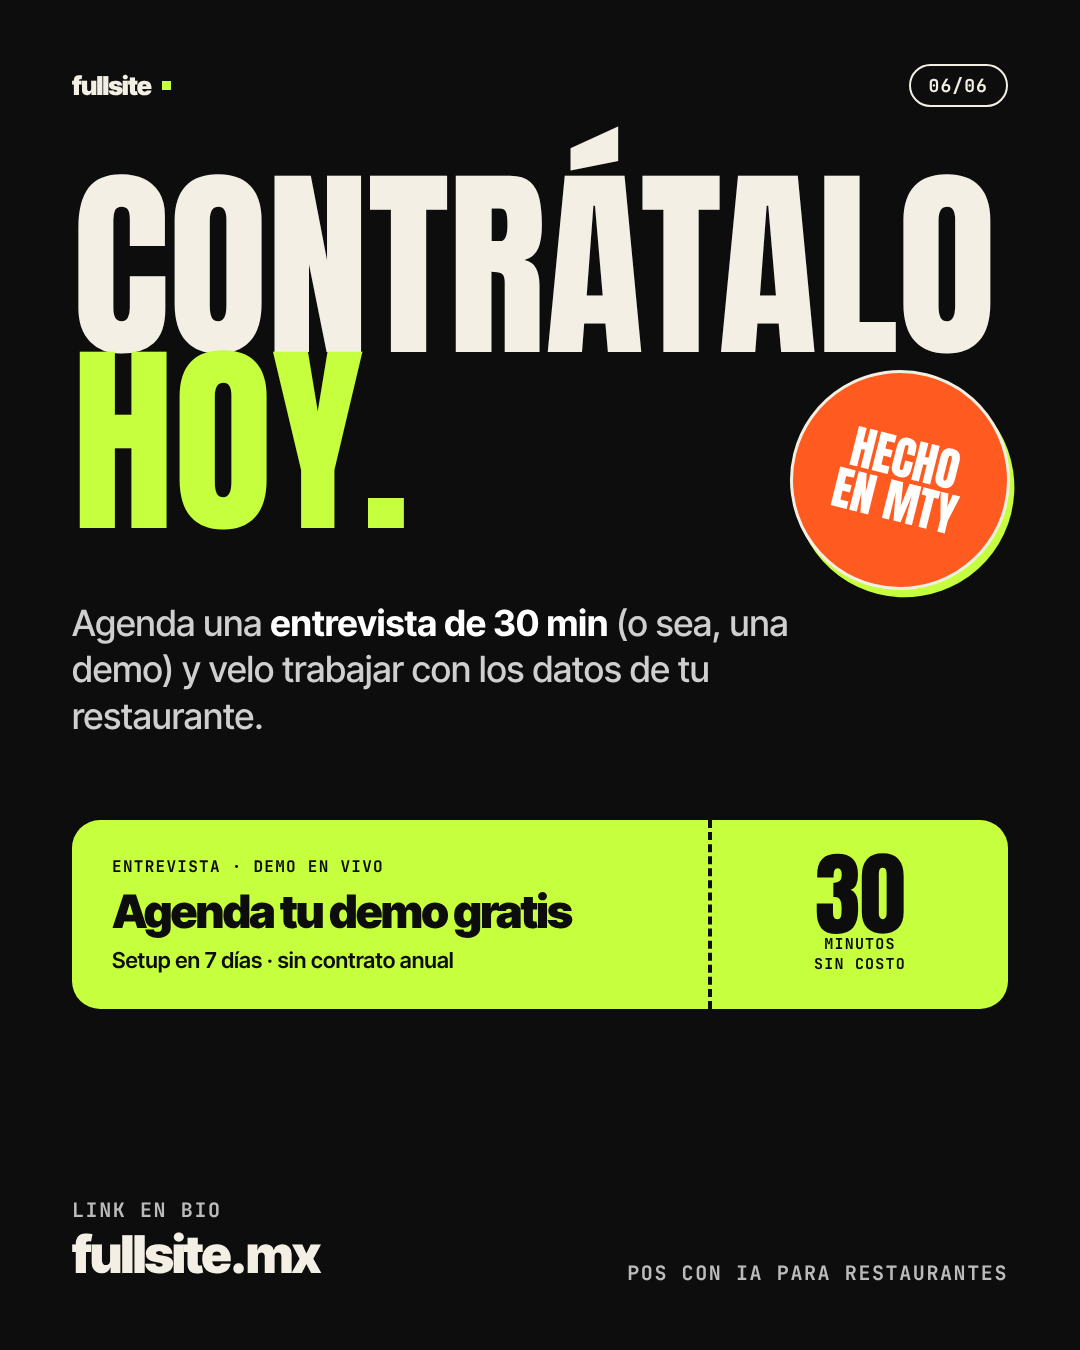 fullsite
06/06
CONTRÁTALO
HOY.
HECHO
EN MTY
Agenda una entrevista de 30 min (o sea, una
demo) y velo trabajar con los datos de tu
restaurante.
ENTREVISTA · DEMO EN VIVO
Agenda tu demo gratis
Setup en 7 días · sin contrato anual
30
MINUTOS
SIN COSTO
LINK EN BIO
fullsite.mx
POS CON IA PARA RESTAURANTES